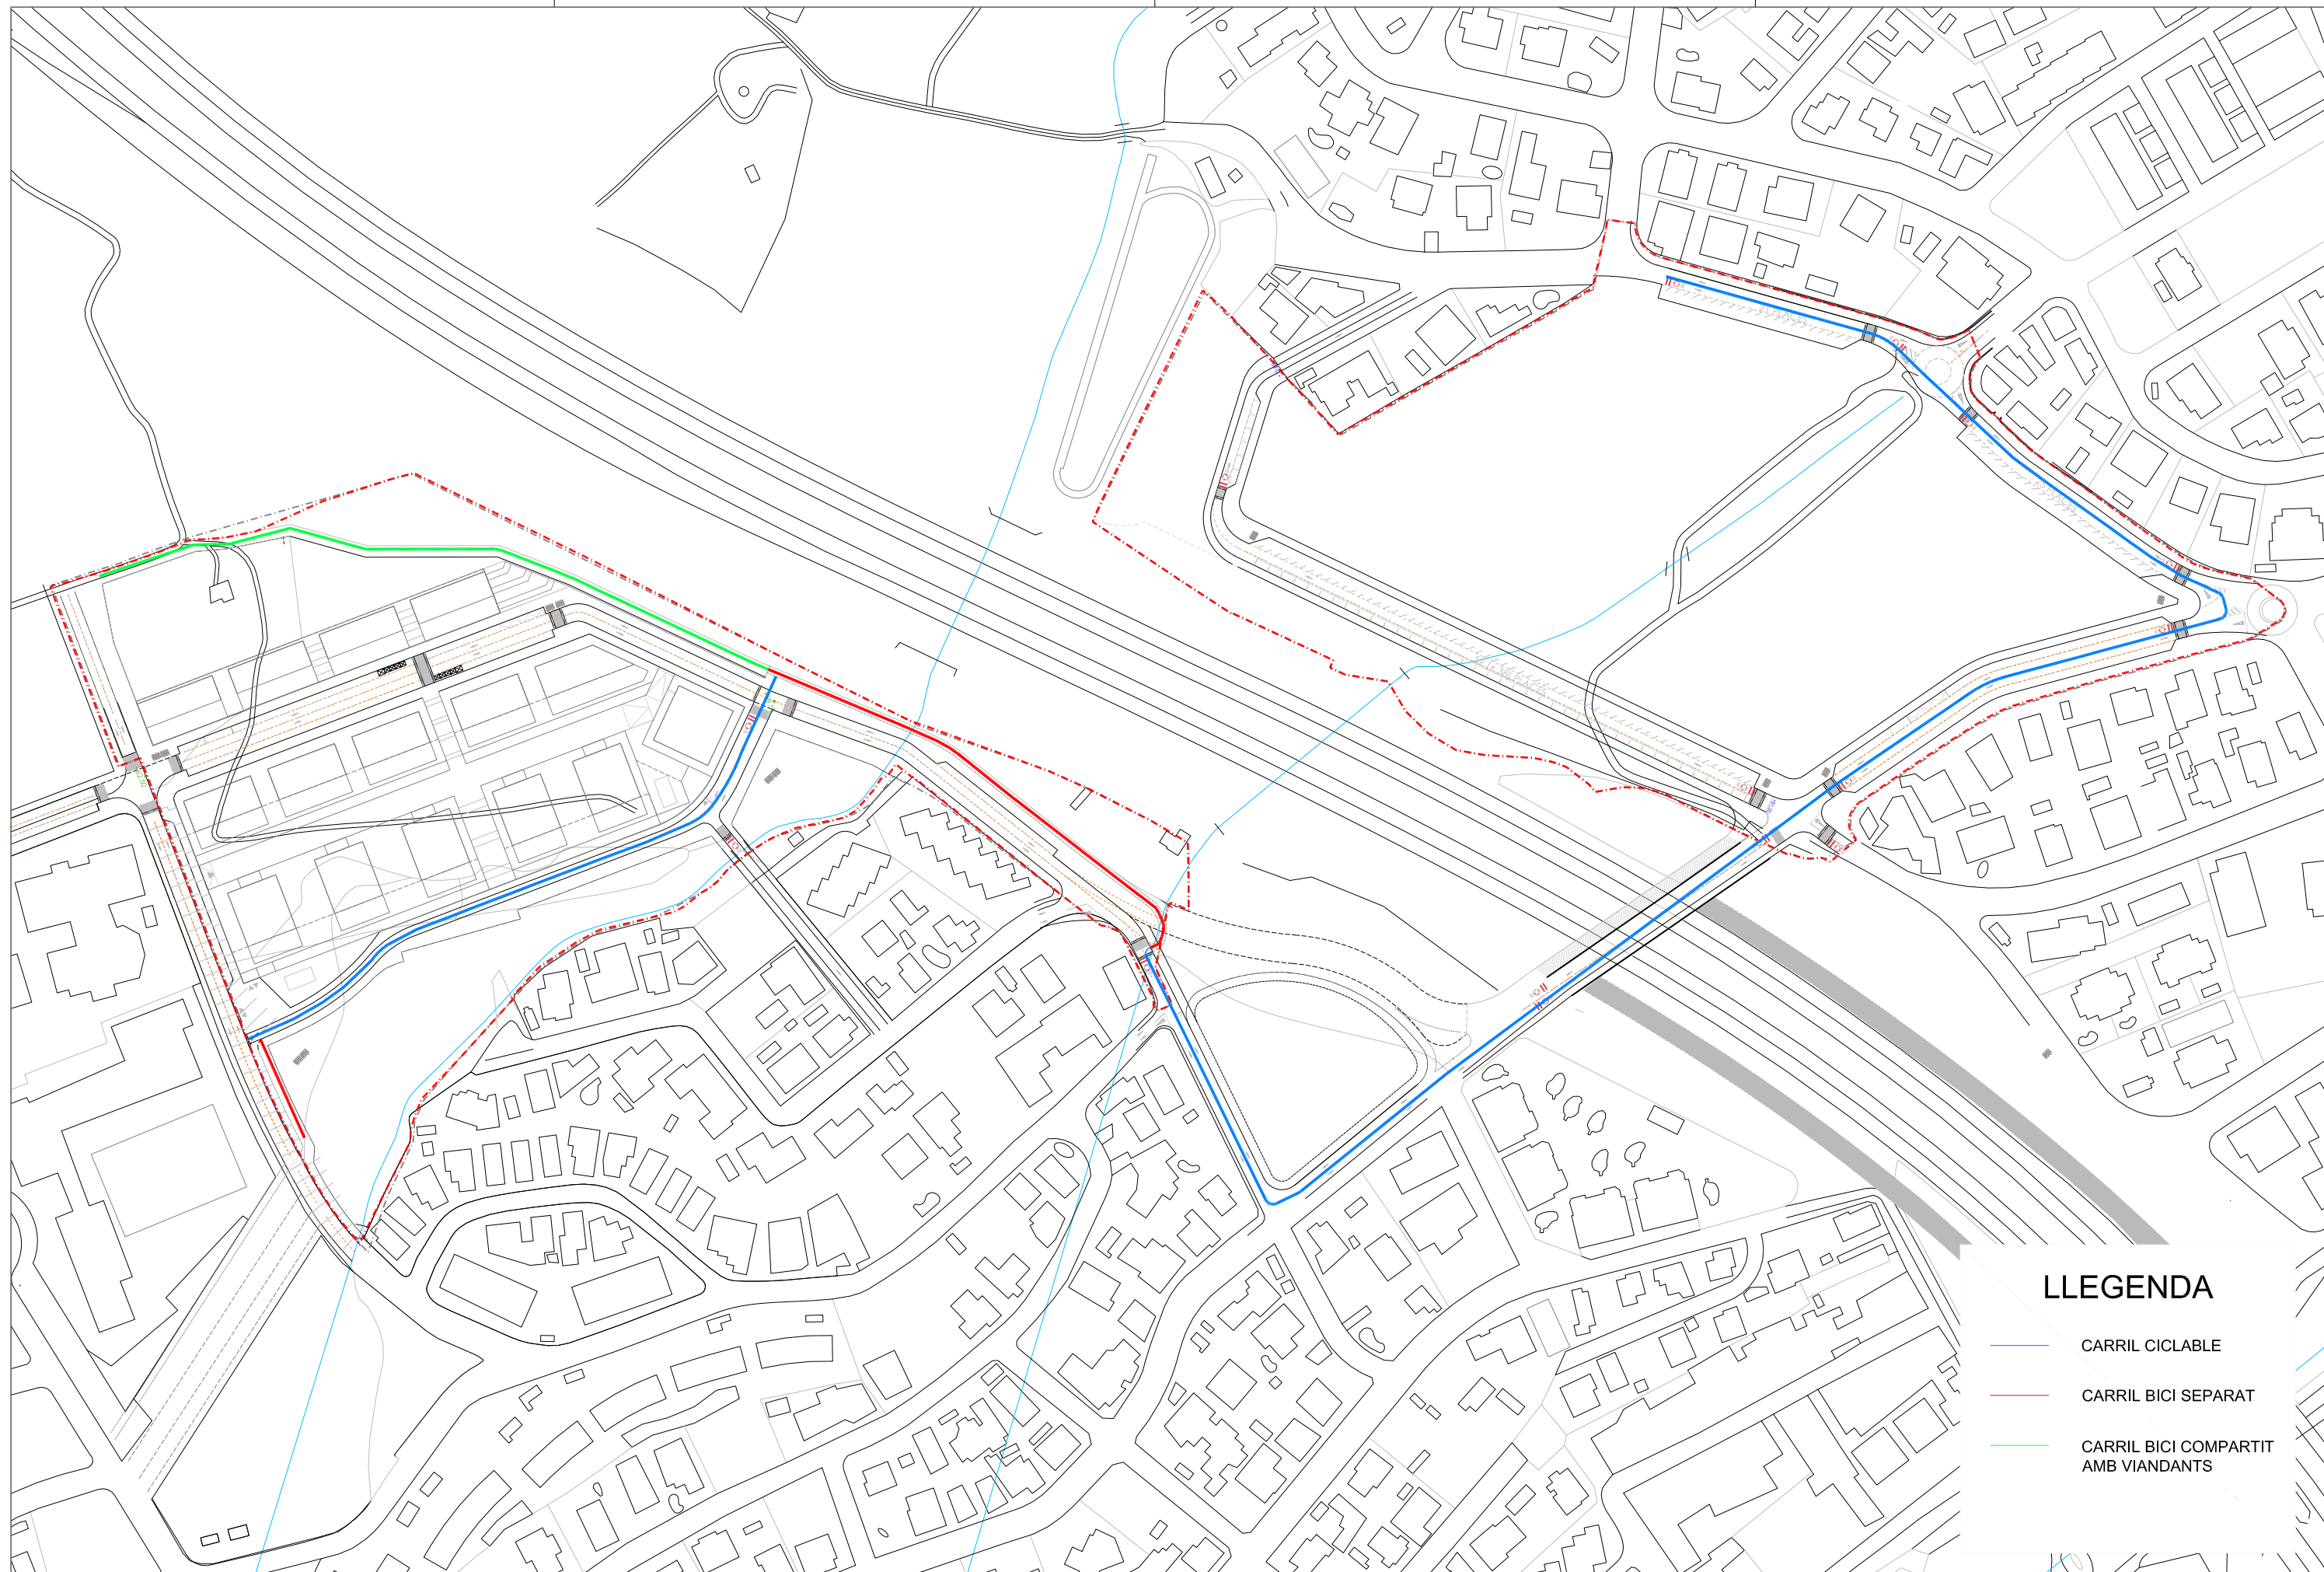 LLEGENDA
CARRIL CICLABLE
CARRIL BICI SEPARAT
CARRIL BICI COMPARTIT
AMB VIANDANTS